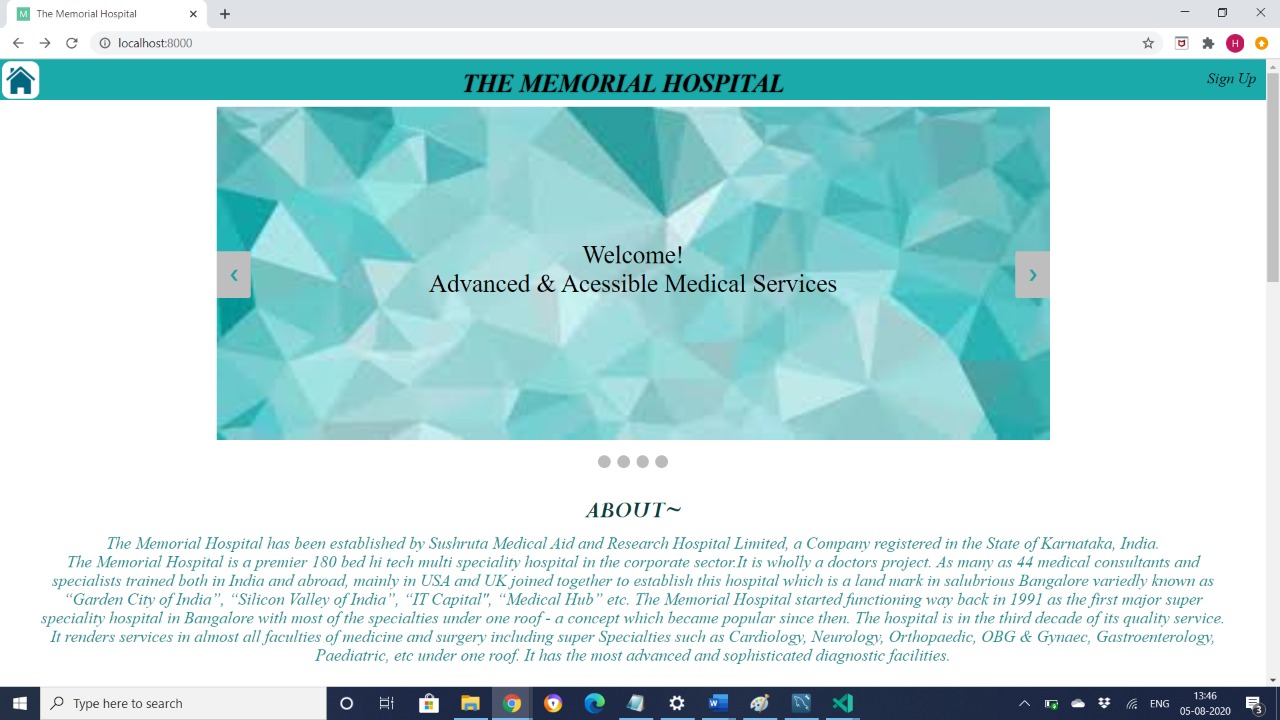 M The Memorial Hospital
localhost:8000
H
THE MEMORIAL HOSPITAL
Sign Up
Welcome!
Advanced & Acessible Medical Services
ABOUT~
The Memorial Hospital has been established by Sushruta Medical Aid and Research Hospital Limited, a Company registered in the State of Karnataka, India.
The Memorial Hospital is a premier 180 bed hi tech multi speciality hospital in the corporate sector.It is wholly a doctors project. As many as 44 medical consultants and
specialists trained both in India and abroad, mainly in USA and UK joined together to establish this hospital which is a land mark in salubrious Bangalore variedly known as
“Garden City of India”, “Silicon Valley of India”, “IT Capital", “Medical Hub” etc. The Memorial Hospital started functioning way back in 1991 as the first major super
speciality hospital in Bangalore with most of the specialties under one roof - a concept which became popular since then. The hospital is in the third decade of its quality service.
It renders services in almost all faculties of medicine and surgery including super Specialties such as Cardiology, Neurology, Orthopaedic, OBG & Gynaec, Gastroenterology,
Paediatric, etc under one roof. It has the most advanced and sophisticated diagnostic facilities.
Type here to search
W
ENG
13:46
05-08-2020
3